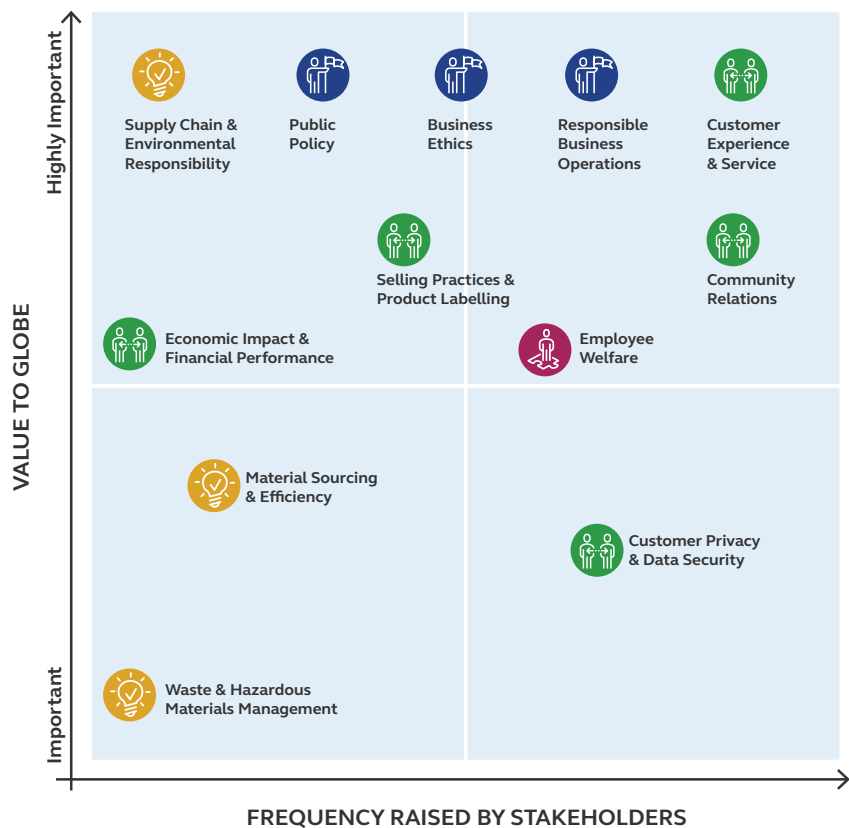 Highly Important
VALUE TO GLOBE
Important
Supply Chain &
Environmental
Responsibility
Public
Policy
Business
Ethics
Responsible
Business
Operations
Customer
Experience
& Service
Selling Practices &
Product Labelling
Community
Relations
Economic Impact &
Financial Performance
Employee
Welfare
Material Sourcing
& Efficiency
Customer Privacy
& Data Security
Waste & Hazardous
Materials Management
FREQUENCY RAISED BY STAKEHOLDERS